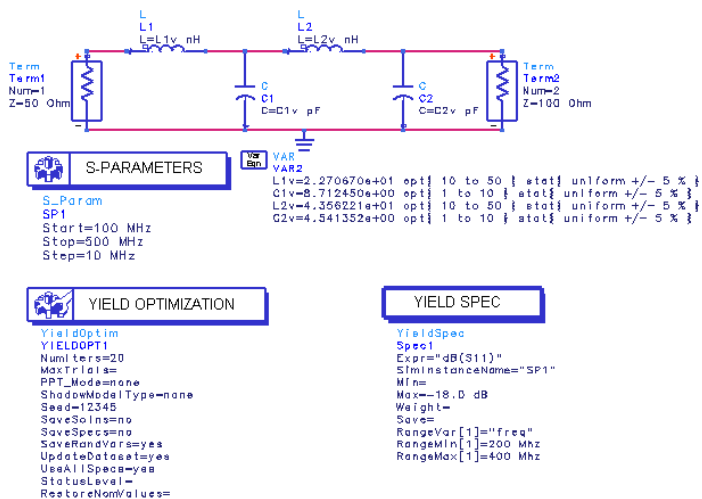 L
L1
L=L1v nH
L
L2
L=L2v nH
Term
Term1
Num=1
Z=50 Ohm
C
C1
C=C1v pF
C
C2
C=C2v pF
Term
Term2
Num=2
Z=100 Ohm
+
-
+
-
S-PARAMETERS
S_Param
SP1
Start=100 MHz
Stop=500 MHz
Step=10 MHz
Var
Eqn
VAR
VAR2
L1v=2.270670e+01 opt{ 10 to 50 } stat{ uniform +/- 5 % }
C1v=8.712450e+00 opt{ 1 to 10 } stat{ uniform +/- 5 % }
L2v=4.356221e+01 opt{ 10 to 50 } stat{ uniform +/- 5 % }
C2v=4.541352e+00 opt{ 1 to 10 } stat{ uniform +/- 5 % }
YIELD OPTIMIZATION
YieldOptim
YIELDOPT1
NumIters=20
MaxTrials=
PPT_Mode=none
ShadowModelType=none
Seed=12345
SaveSolns=no
SaveSpecs=no
SaveRandVars=yes
UpdateDataset=yes
UseAllSpecs=yes
StatusLevel=
RestoreNomValues=
YIELD SPEC
YieldSpec
Spec1
Expr="dB(S11)"
SimInstanceName="SP1"
Min=
Max=-18.0 dB
Weight=
Save=
RangeVar[1]="freq"
RangeMin[1]=200 Mhz
RangeMax[1]=400 Mhz